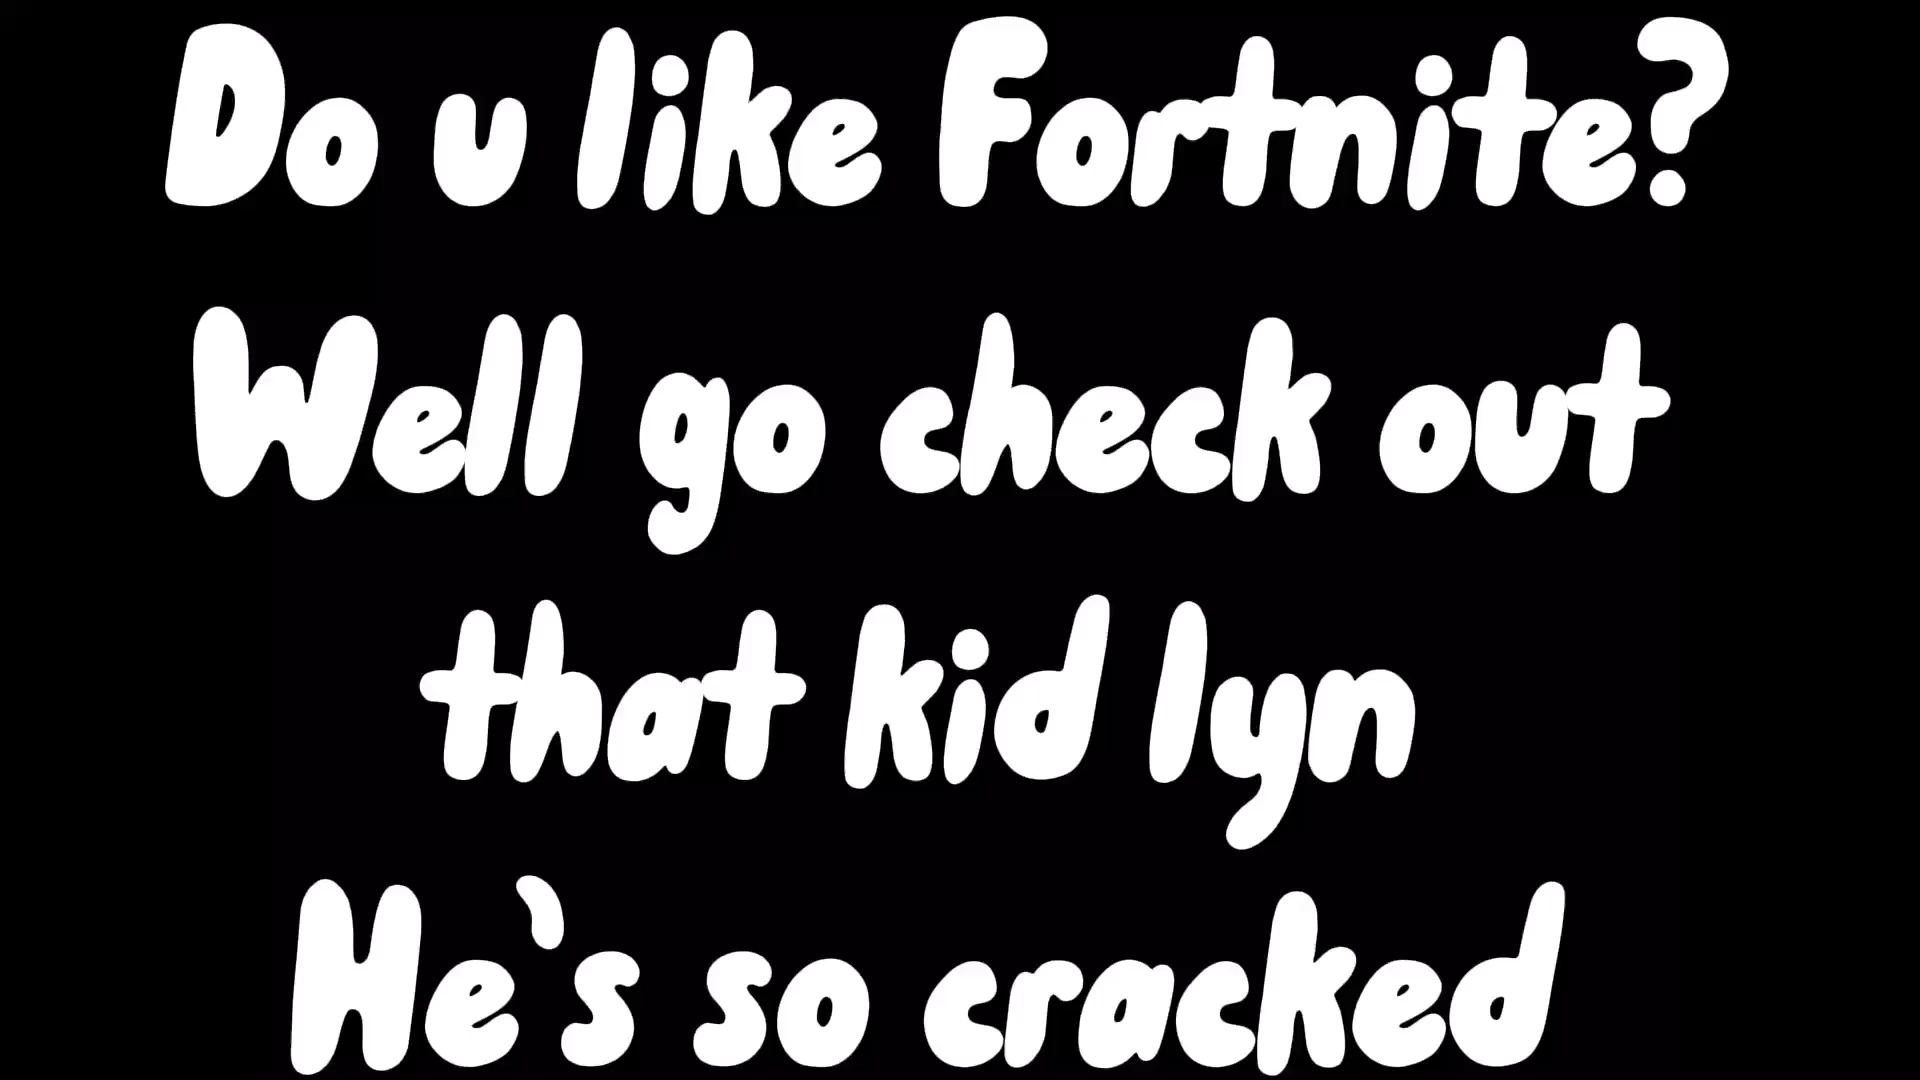 Do u like Fortnite?
Well go check out
that kid lyn
He`s so cracked